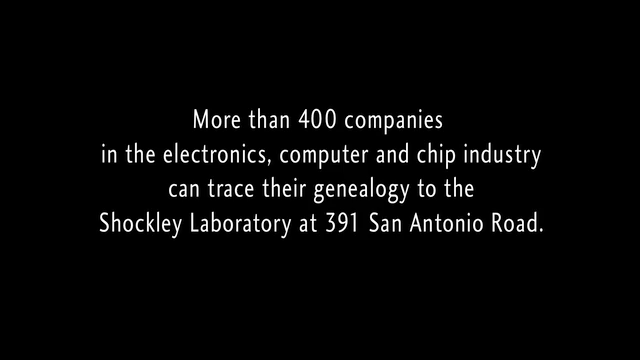 More than 400 companies
in the electronics, computer and chip industry
can trace their genealogy to the
Shockley Laboratory at 391 San Antonio Road.